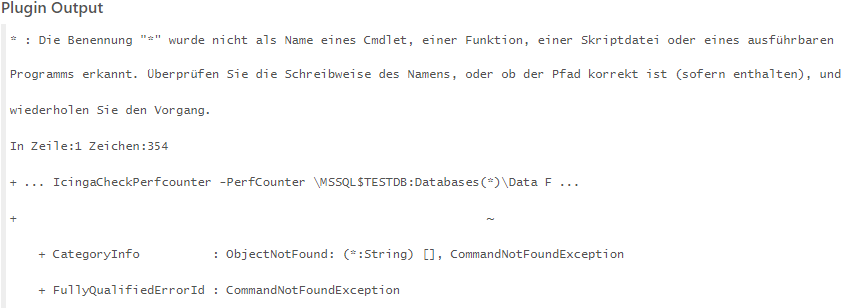 Plugin Output
* : Die Benennung "*" wurde nicht als Name eines Cmdlet, einer Funktion, einer Skriptdatei oder eines ausführbaren
Programms erkannt. Überprüfen Sie die Schreibweise des Namens, oder ob der Pfad korrekt ist (sofern enthalten), und
wiederholen Sie den Vorgang.
In Zeile:1 Zeichen:354
+ ... IcingaCheckPerfcounter -PerfCounter \MSSQL$TESTDB:Databases(*)\Data F ...
+                                                                ~
    + CategoryInfo          : ObjectNotFound: (*:String) [], CommandNotFoundException
    + FullyQualifiedErrorId : CommandNotFoundException